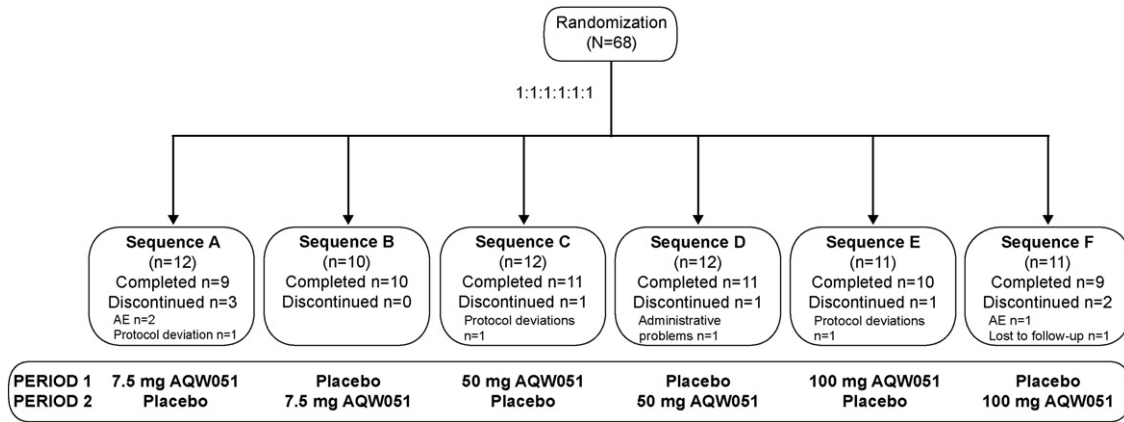 Randomization
(N=68)
1:1:1:1:1:1
Sequence A
(n=12)
Completed n=9
Discontinued n=3
AE n=2
Protocol deviation n=1
Sequence B
(n=10)
Completed n=10
Discontinued n=0
Sequence C
(n=12)
Completed n=11
Discontinued n=1
Protocol deviations
n=1
Sequence D
(n=12)
Completed n=11
Discontinued n=1
Administrative
problems n=1
Sequence E
(n=11)
Completed n=10
Discontinued n=1
Protocol deviations
n=1
Sequence F
(n=11)
Completed n=9
Discontinued n=2
AE n=1
Lost to follow-up n=1
PERIOD 1 7.5 mg AQW051 Placebo 50 mg AQW051 Placebo 100 mg AQW051 Placebo
PERIOD 2 Placebo 7.5 mg AQW051 Placebo 50 mg AQW051 Placebo 100 mg AQW051